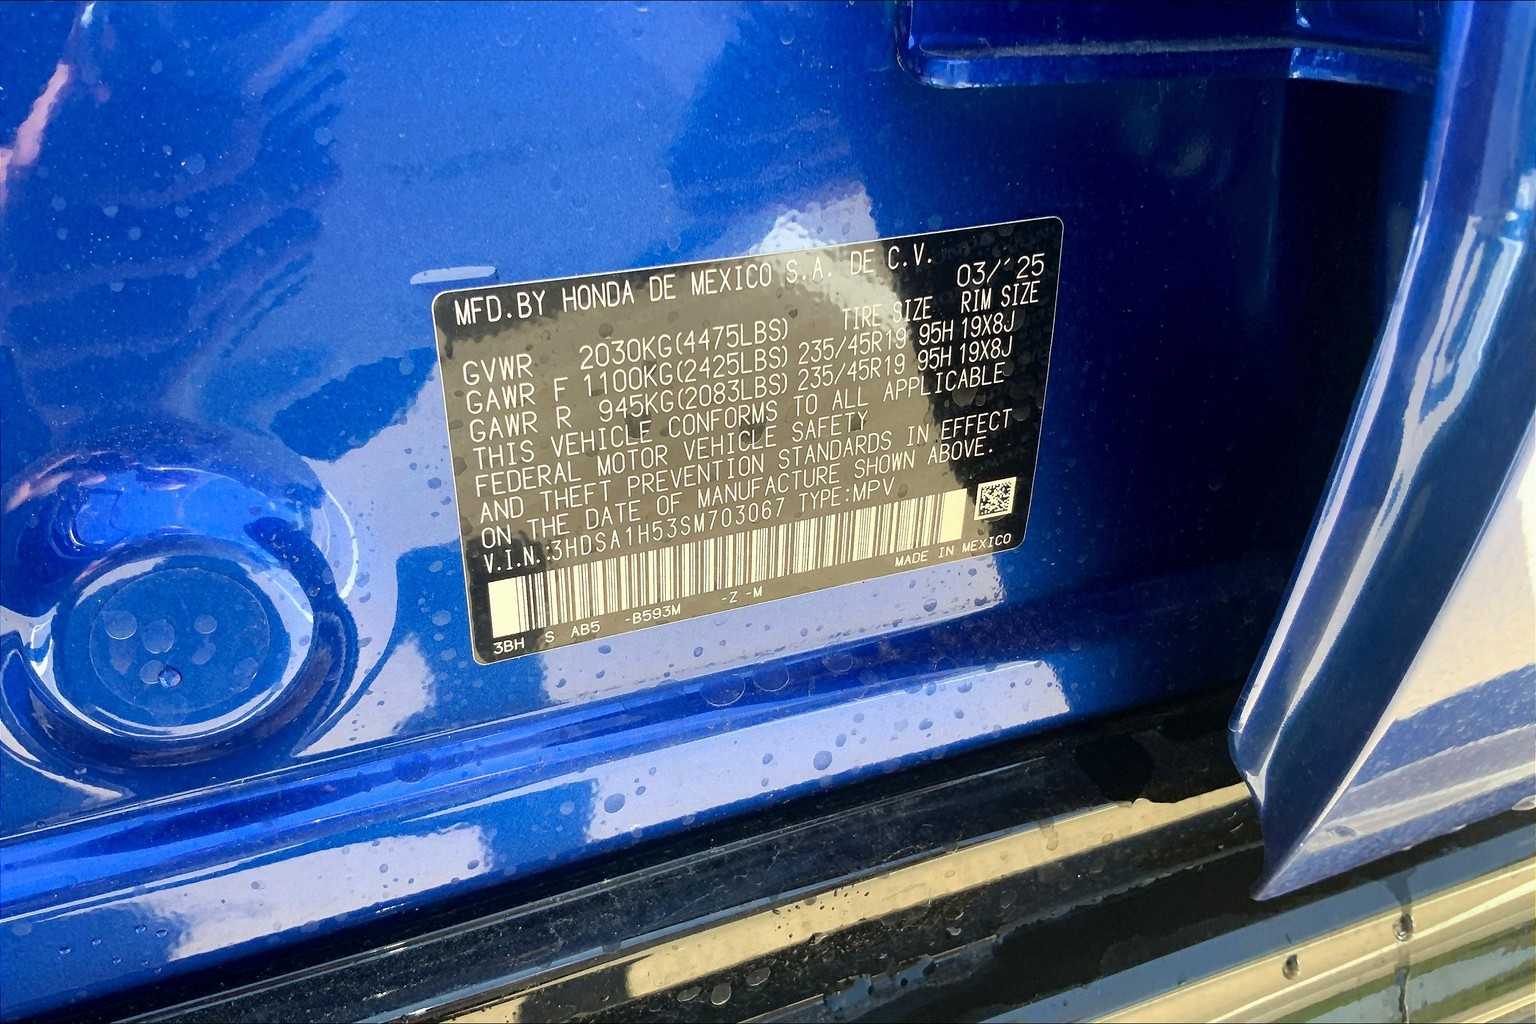 MFD.BY HONDA DE MEXICO S.A. DE C.V.
03/´25
TIRE SIZE RIM SIZE
GVWR 2030KG(4475LBS)
GAWR F 1100KG(2425LBS) 235/45R19 95H 19X8J
GAWR R 945KG(2083LBS) 235/45R19 95H 19X8J
THIS VEHICLE CONFORMS TO ALL APPLICABLE
FEDERAL MOTOR VEHICLE SAFETY
AND THEFT PREVENTION STANDARDS IN EFFECT
ON THE DATE OF MANUFACTURE SHOWN ABOVE.
V.I.N.:3HDSA1H53SM703067 TYPE:MPV
MADE IN MEXICO
3BH S AB5 -B593M -Z -M